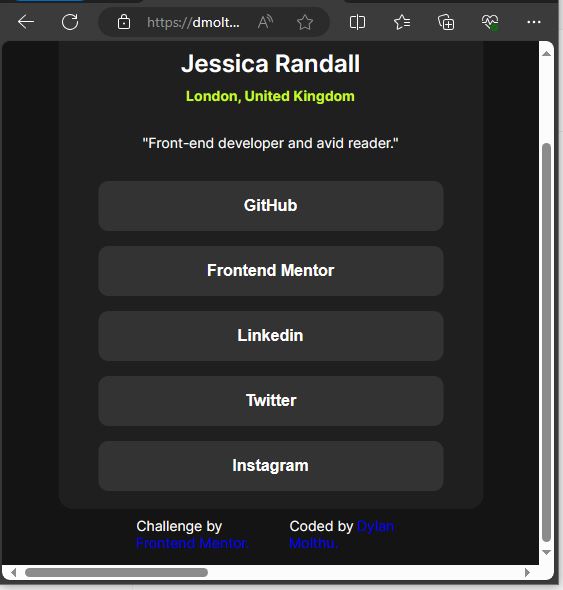 https://dmolt...
Jessica Randall
London, United Kingdom
"Front-end developer and avid reader."
GitHub
Frontend Mentor
Linkedin
Twitter
Instagram
Challenge by
Frontend Mentor.
Coded by Dylan
Molthu.